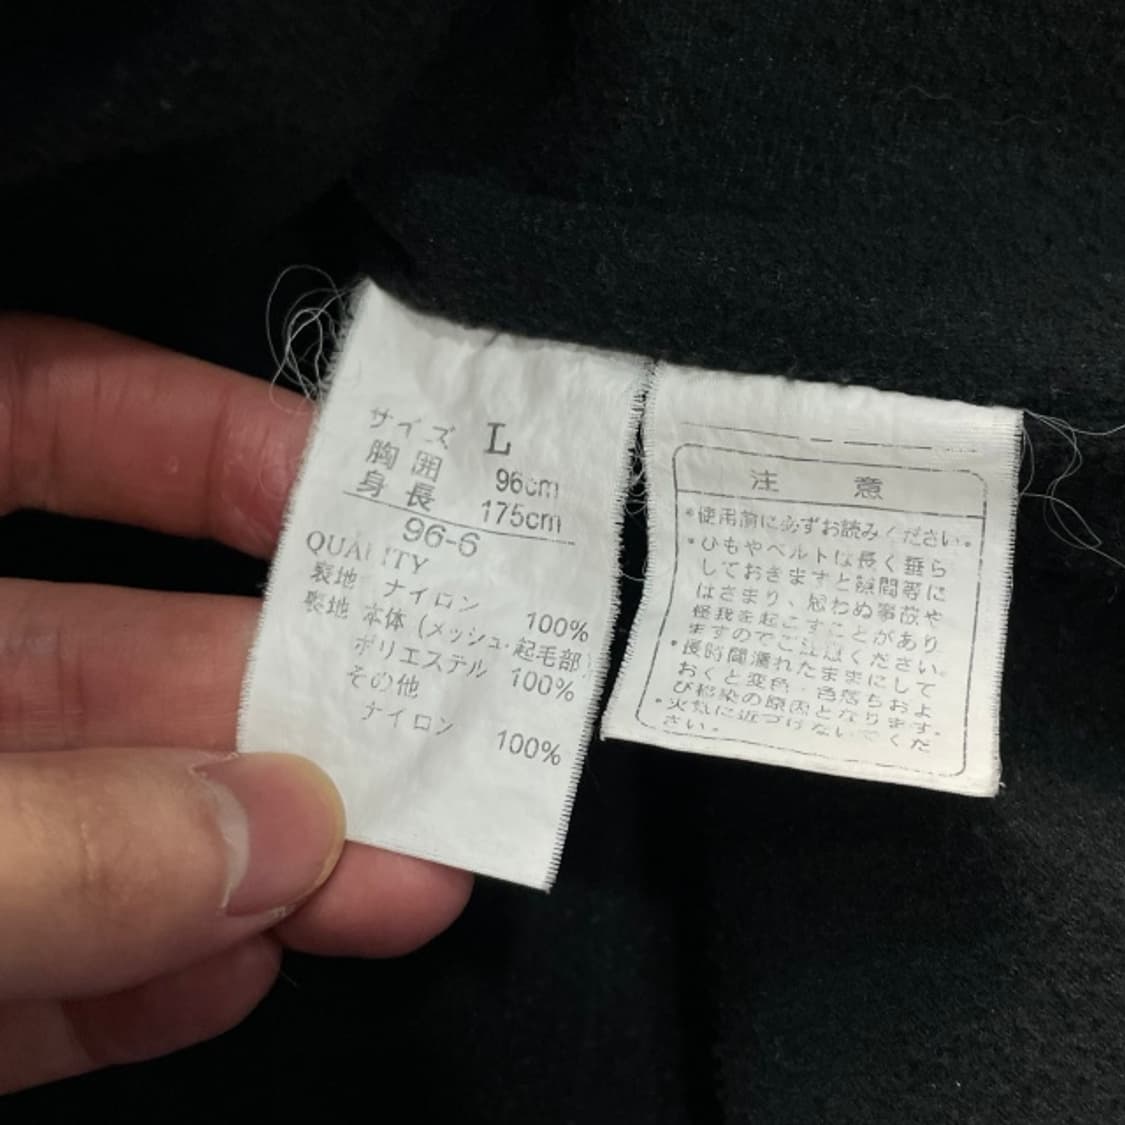 サイズ L
胸囲 96cm
身長 175cm
96-6
QUALITY
表地 ナイロン 100%
裏地 本体(メッシュ・起毛部)
ポリエステル 100%
その他
ナイロン 100%
注意
•使用前に必ずお読みください。
•ひもやベルトは長く垂ら
しておきますと隙間等に
はさまり、思わぬ事故や
怪我を起こすことがあり
ますのでご注意ください。
•長時間濡れたままにして
おくと変色・色落ちおよ
び移染の原因となります。
•火気に近づけないでくだ
さい。